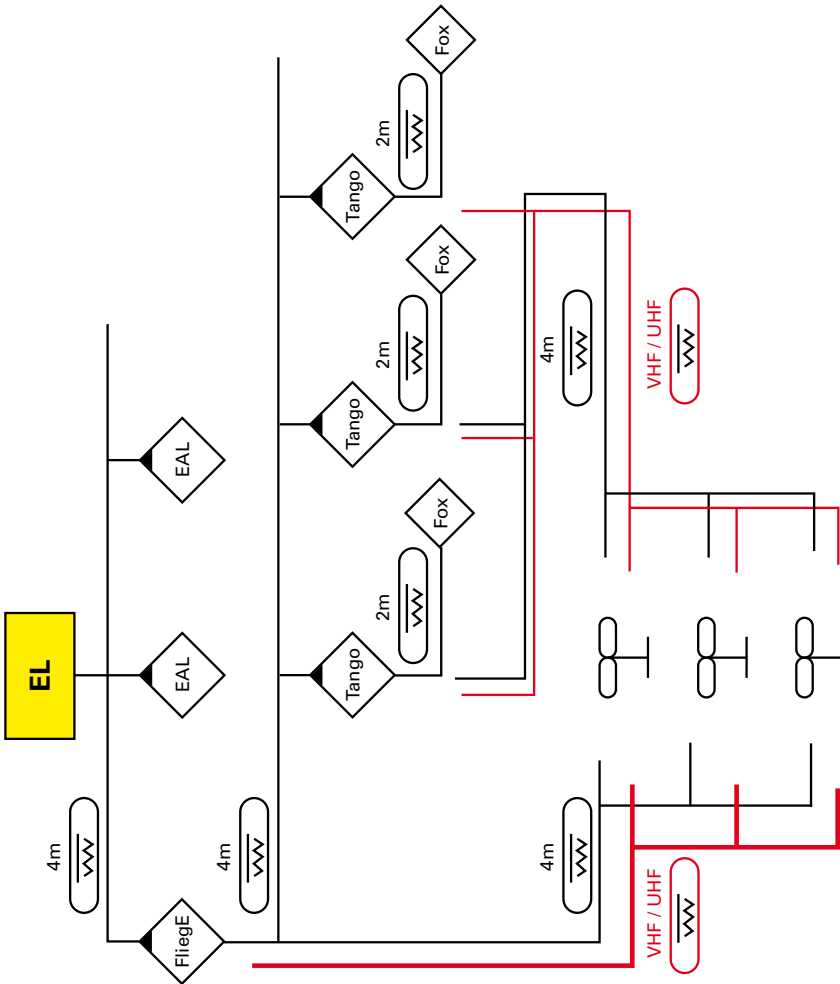 EL
4m
FliegE
EAL
EAL
4m
Tango
Tango
Tango
2m
2m
2m
Fox
Fox
Fox
4m
4m
VHF / UHF
VHF / UHF